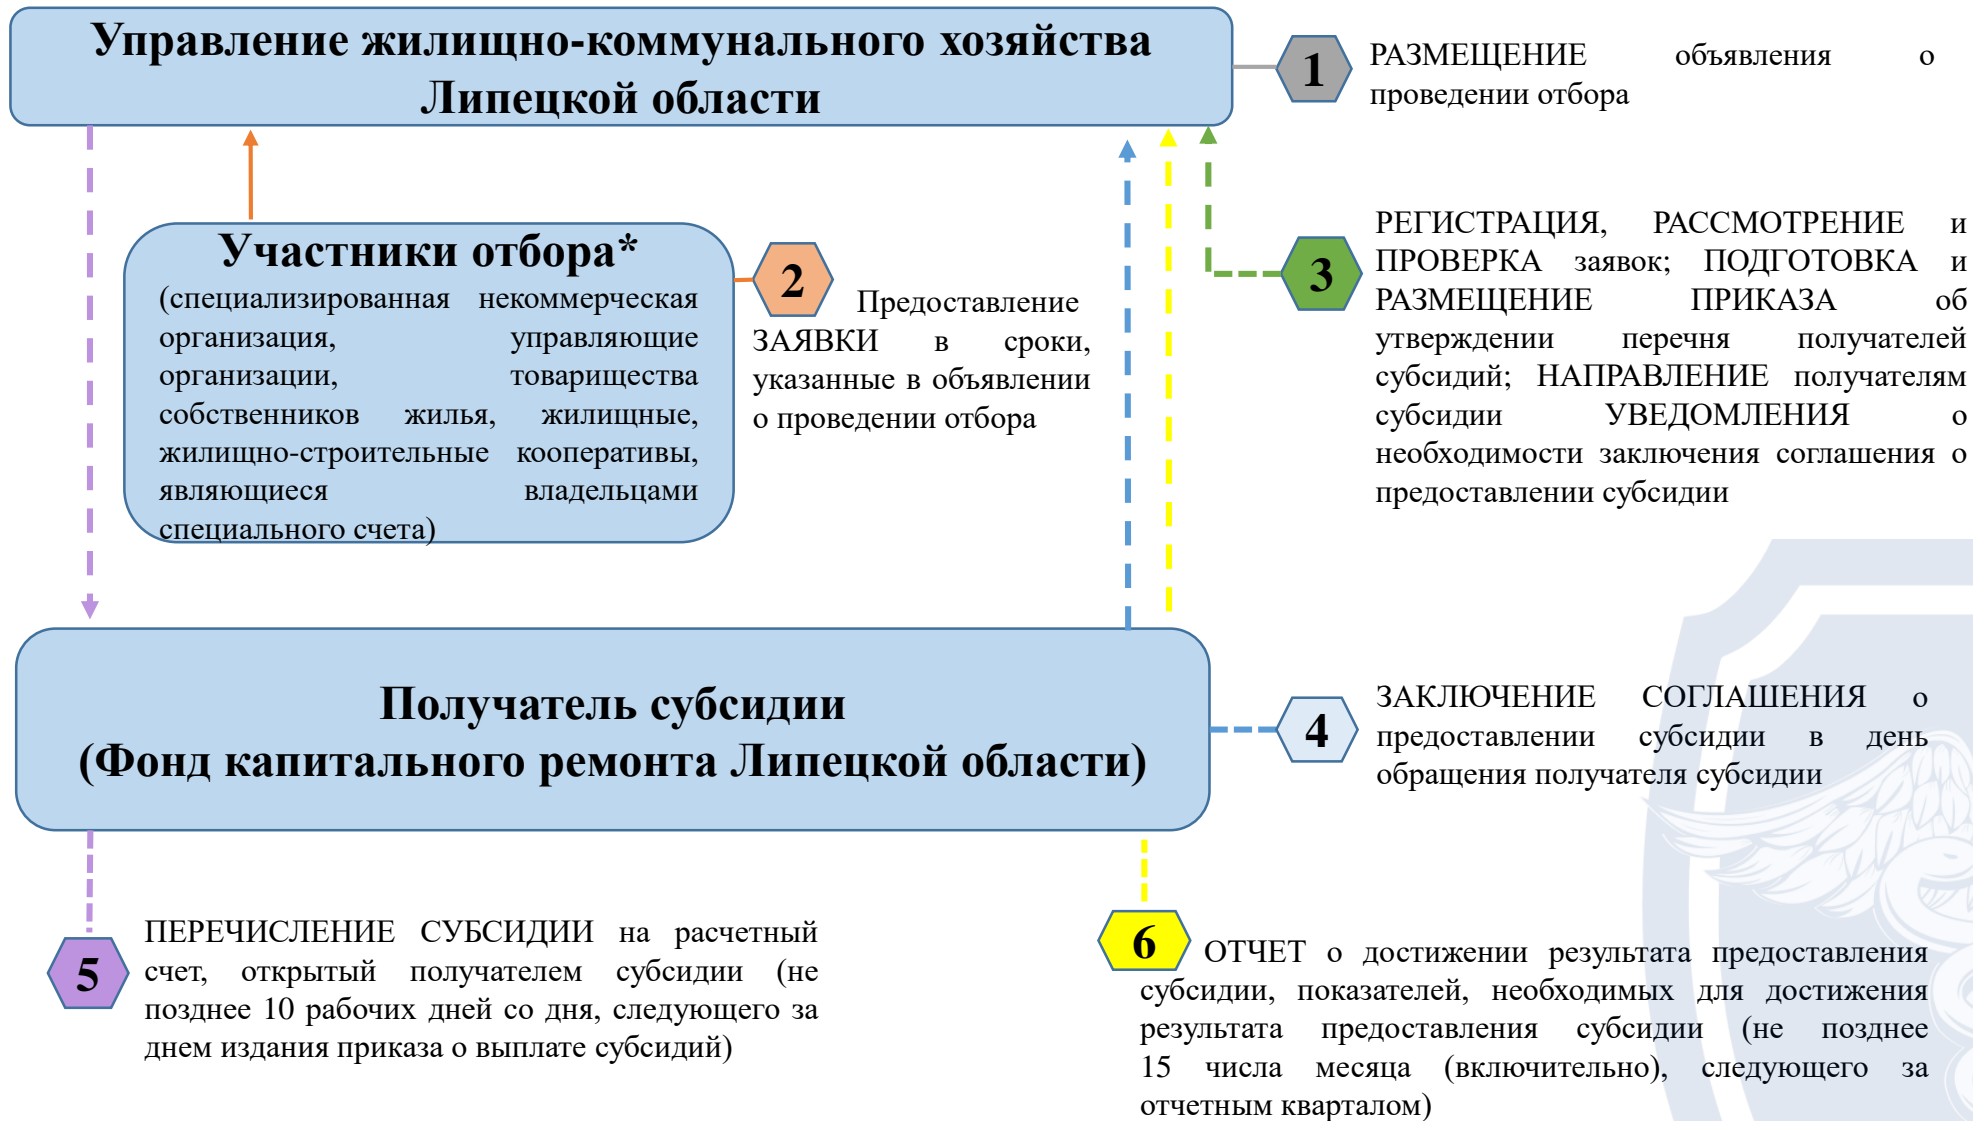 Управление жилищно-коммунального хозяйства
Липецкой области
1
РАЗМЕЩЕНИЕ объявления о
проведении отбора
Участники отбора*
(специализированная некоммерческая
организация, управляющие
организации, товарищества
собственников жилья, жилищные,
жилищно-строительные кооперативы,
являющиеся владельцами
специального счета)
2
Предоставление
ЗАЯВКИ в сроки,
указанные в объявлении
о проведении отбора
3
РЕГИСТРАЦИЯ, РАССМОТРЕНИЕ и
ПРОВЕРКА заявок; ПОДГОТОВКА и
РАЗМЕЩЕНИЕ ПРИКАЗА об
утверждении перечня получателей
субсидий; НАПРАВЛЕНИЕ получателям
субсидии УВЕДОМЛЕНИЯ о
необходимости заключения соглашения о
предоставлении субсидии
Получатель субсидии
(Фонд капитального ремонта Липецкой области)
4
ЗАКЛЮЧЕНИЕ СОГЛАШЕНИЯ о
предоставлении субсидии в день
обращения получателя субсидии
5
ПЕРЕЧИСЛЕНИЕ СУБСИДИИ на расчетный
счет, открытый получателем субсидии (не
позднее 10 рабочих дней со дня, следующего за
днем издания приказа о выплате субсидий)
6
ОТЧЕТ о достижении результата предоставления
субсидии, показателей, необходимых для достижения
результата предоставления субсидии (не позднее
15 числа месяца (включительно), следующего за
отчетным кварталом)